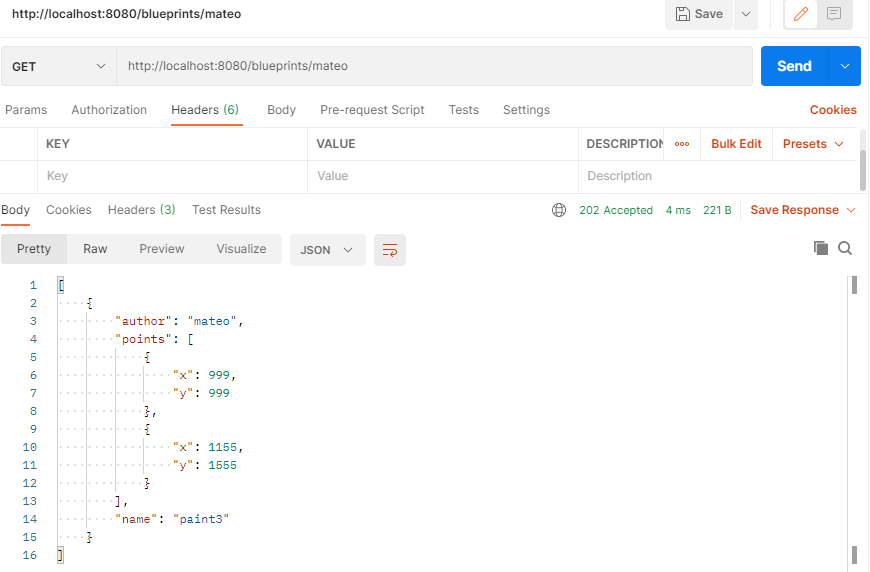 http://localhost:8080/blueprints/mateo Save
GET http://localhost:8080/blueprints/mateo Send
Params Authorization Headers (6) Body Pre-request Script Tests Settings Cookies
KEY VALUE DESCRIPTION Bulk Edit Presets
Key Value Description
Body Cookies Headers (3) Test Results 202 Accepted 4 ms 221 B Save Response
Pretty Raw Preview Visualize JSON
1 [
2 {
3 "author": "mateo",
4 "points": [
5 {
6 "x": 999,
7 "y": 999
8 },
9 {
10 "x": 1155,
11 "y": 1555
12 }
13 ],
14 "name": "paint3"
15 }
16 ]